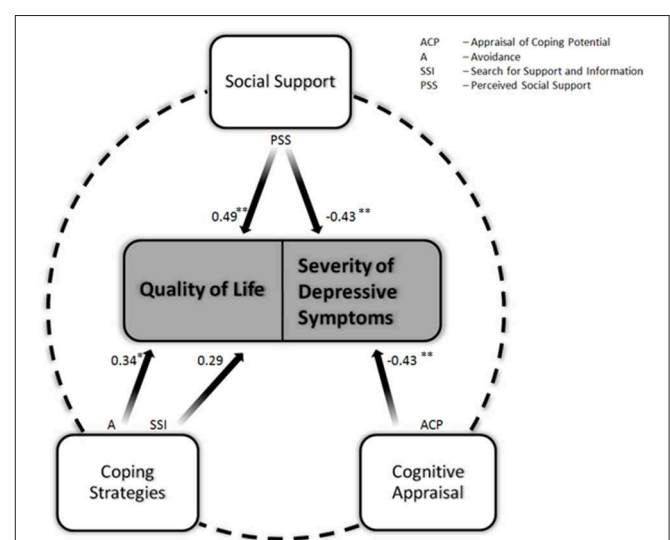 ACP – Appraisal of Coping Potential
A – Avoidance
SSI – Search for Support and Information
PSS – Perceived Social Support
Social Support
PSS
0.49**
-0.43 **
Quality of Life
Severity of
Depressive
Symptoms
0.34*
0.29
-0.43 **
A
SSI
ACP
Coping
Strategies
Cognitive
Appraisal